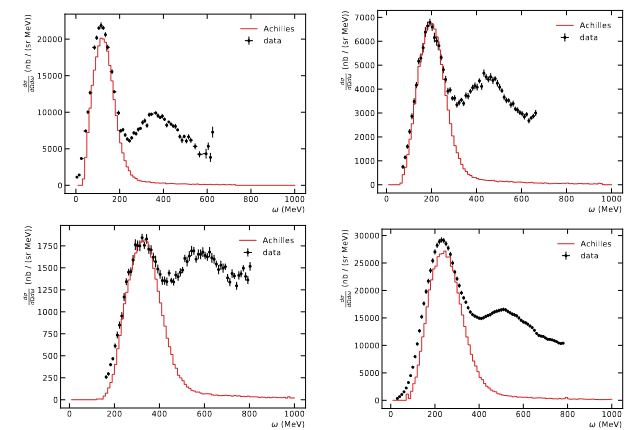 dσ/dΩdω (nb / (sr MeV))
20000
15000
10000
5000
0
Achilles
data
0 200 400 600 800 1000
ω (MeV)
dσ/dΩdω (nb / (sr MeV))
7000
6000
5000
4000
3000
2000
1000
0
Achilles
data
0 200 400 600 800 1000
ω (MeV)
dσ/dΩdω (nb / (sr MeV))
1750
1500
1250
1000
750
500
250
0
Achilles
data
0 200 400 600 800 1000
ω (MeV)
dσ/dΩdω (nb / (sr MeV))
30000
25000
20000
15000
10000
5000
0
Achilles
data
0 200 400 600 800 1000
ω (MeV)